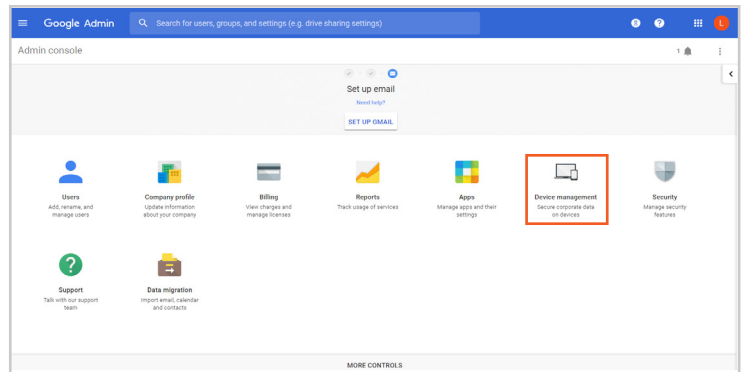 Google Admin
Search for users, groups, and settings (e.g. drive sharing settings)
L
Admin console
1
Set up email
Need help?
SET UP GMAIL
Users
Add, rename, and
manage users
Company profile
Update information
about your company
Billing
View charges and
manage licenses
Reports
Track usage of services
Apps
Manage apps and their
settings
Device management
Secure corporate data
on devices
Security
Manage security
features
Support
Talk with our support
team
Data migration
Import email, calendar
and contacts
MORE CONTROLS